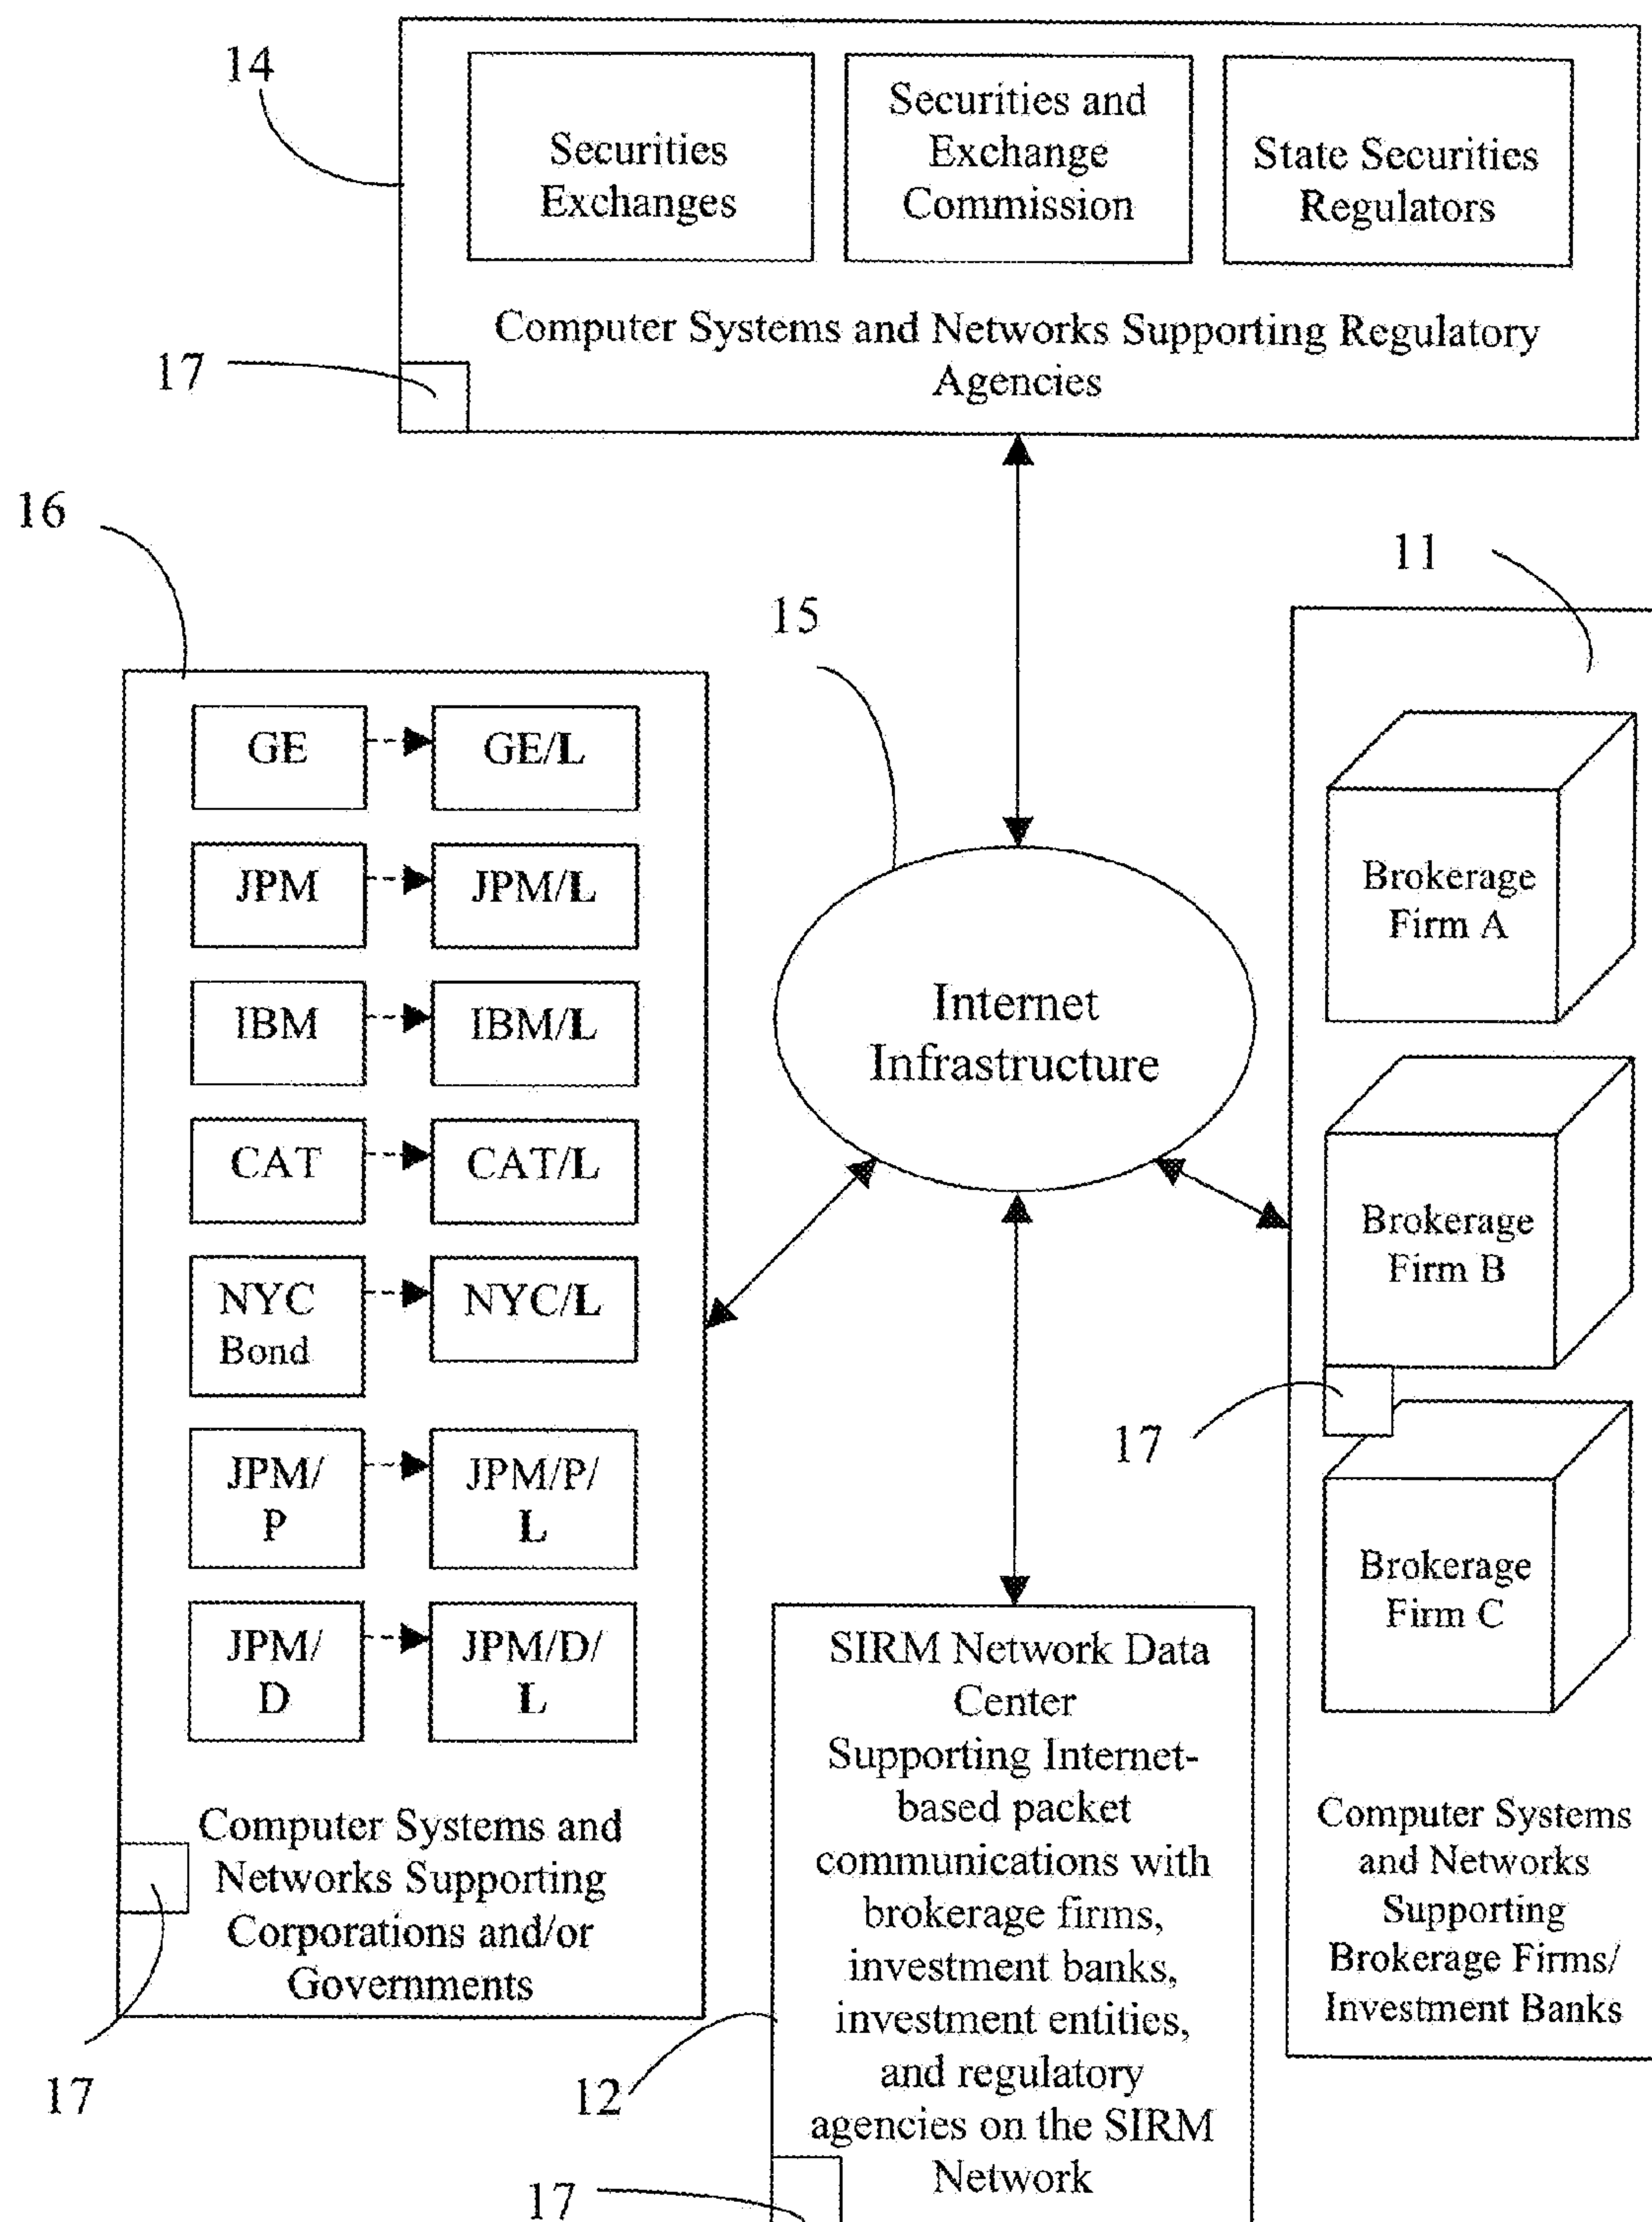 14
Securities
Exchanges
Securities and
Exchange
Commission
State Securities
Regulators
Computer Systems and Networks Supporting Regulatory
Agencies
17
16
15
11
GE
GE/L
JPM
JPM/L
IBM
IBM/L
CAT
CAT/L
NYC
Bond
NYC/L
JPM/
P
JPM/P/
L
JPM/
D
JPM/D/
L
Computer Systems and
Networks Supporting
Corporations and/or
Governments
17
Internet
Infrastructure
Brokerage
Firm A
Brokerage
Firm B
17
Brokerage
Firm C
Computer Systems
and Networks
Supporting
Brokerage Firms/
Investment Banks
SIRM Network Data
Center
Supporting Internet-
based packet
communications with
brokerage firms,
investment banks,
investment entities,
and regulatory
agencies on the SIRM
Network
12
17